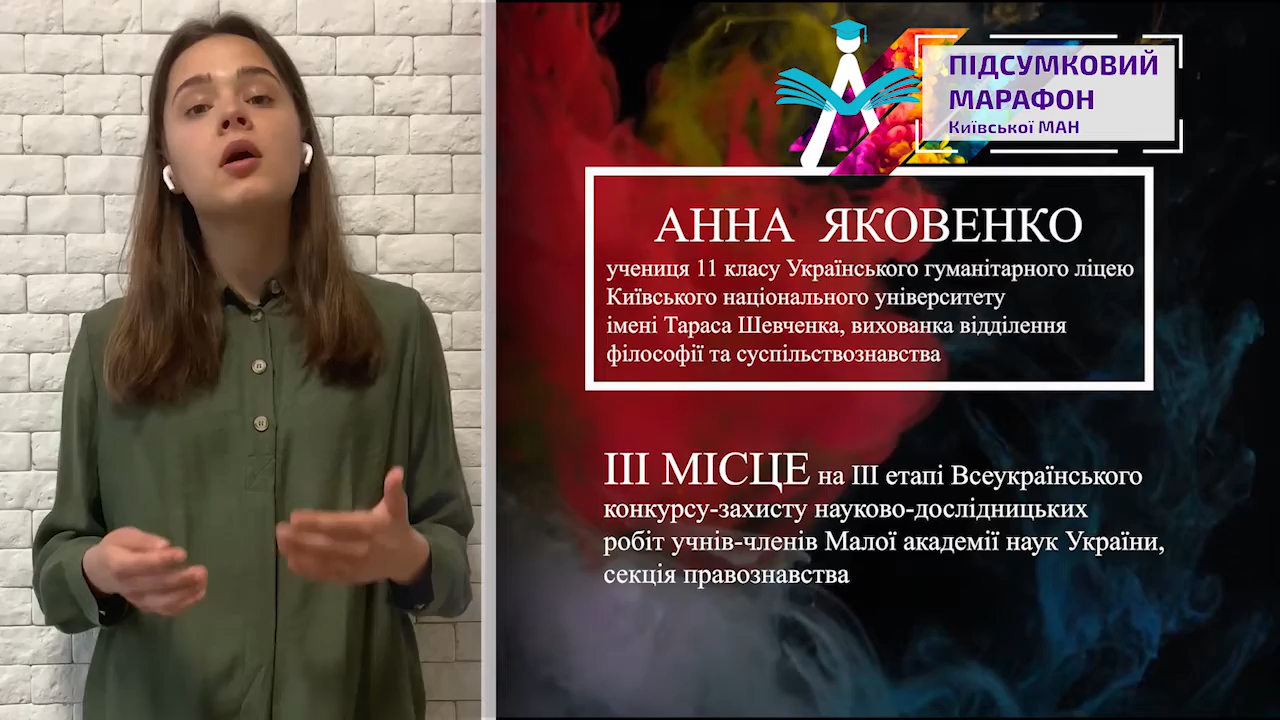 ПІДСУМКОВИЙ
МАРАФОН
Київської МАН
АННА ЯКОВЕНКО
учениця 11 класу Українського гуманітарного ліцею
Київського національного університету
імені Тараса Шевченка, вихованка відділення
філософії та суспільствознавства
ІІІ МІСЦЕ на ІІІ етапі Всеукраїнського
конкурсу-захисту науково-дослідницьких
робіт учнів-членів Малої академії наук України,
секція правознавства